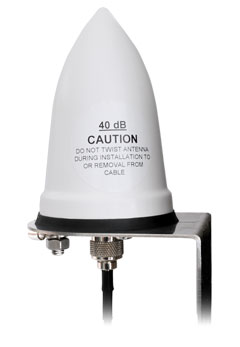 40 dB
CAUTION
DO NOT TWIST ANTENNA
DURING INSTALLATION TO
OR REMOVAL FROM
CABLE